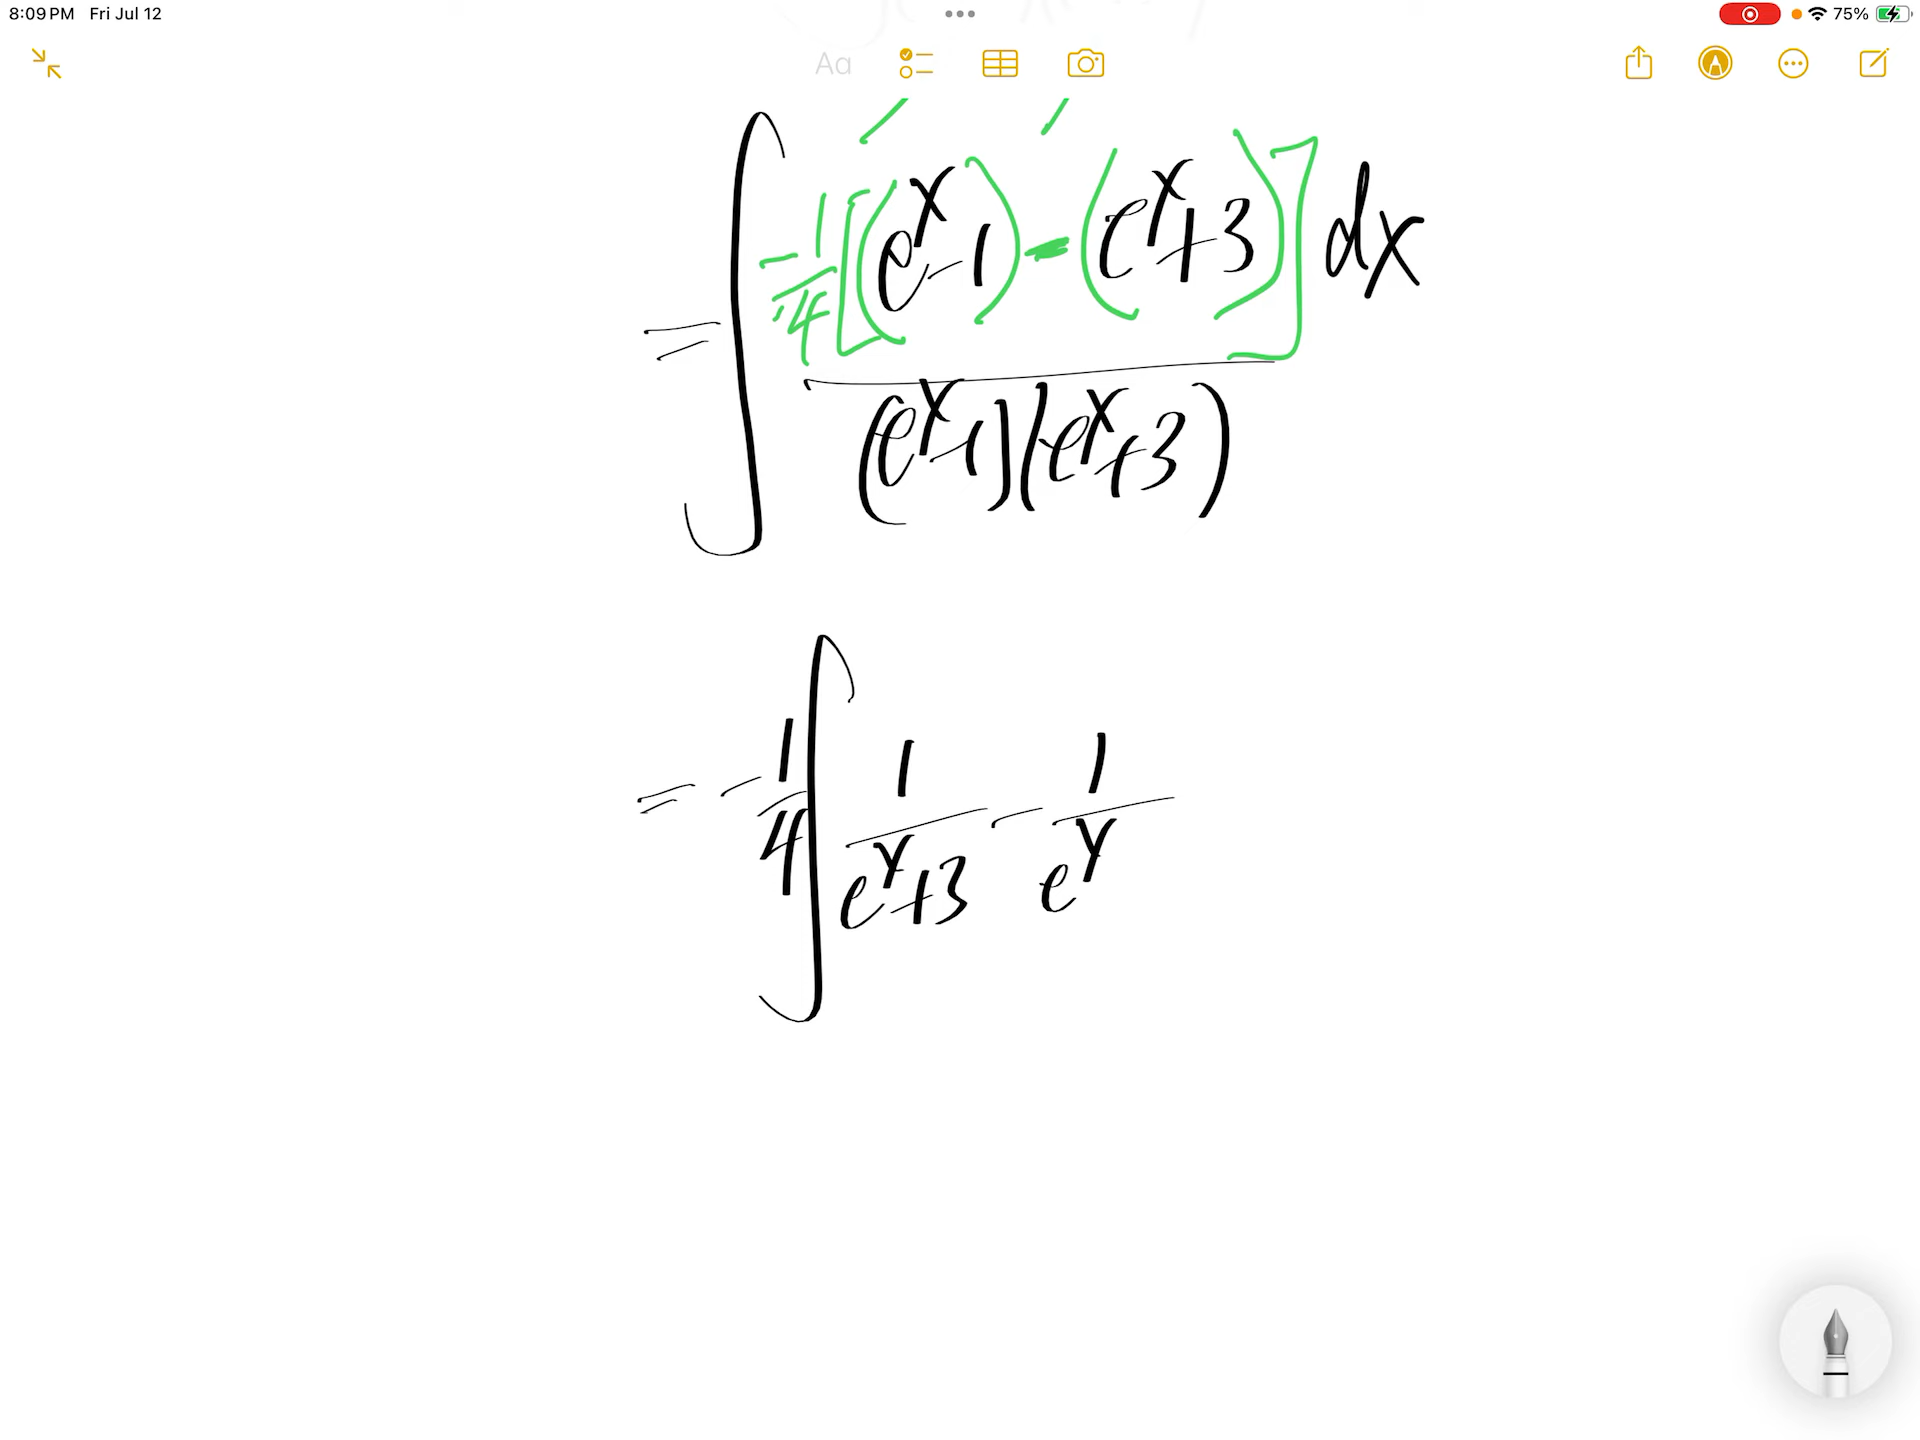 8:09 PM Fri Jul 12
75%
Aa
= ∫ -1/4[(e^x - 1) - (e^x + 3)] / (e^x - 1)(e^x + 3) dx
= -1/4 ∫ 1/(e^x + 3) - 1/e^x